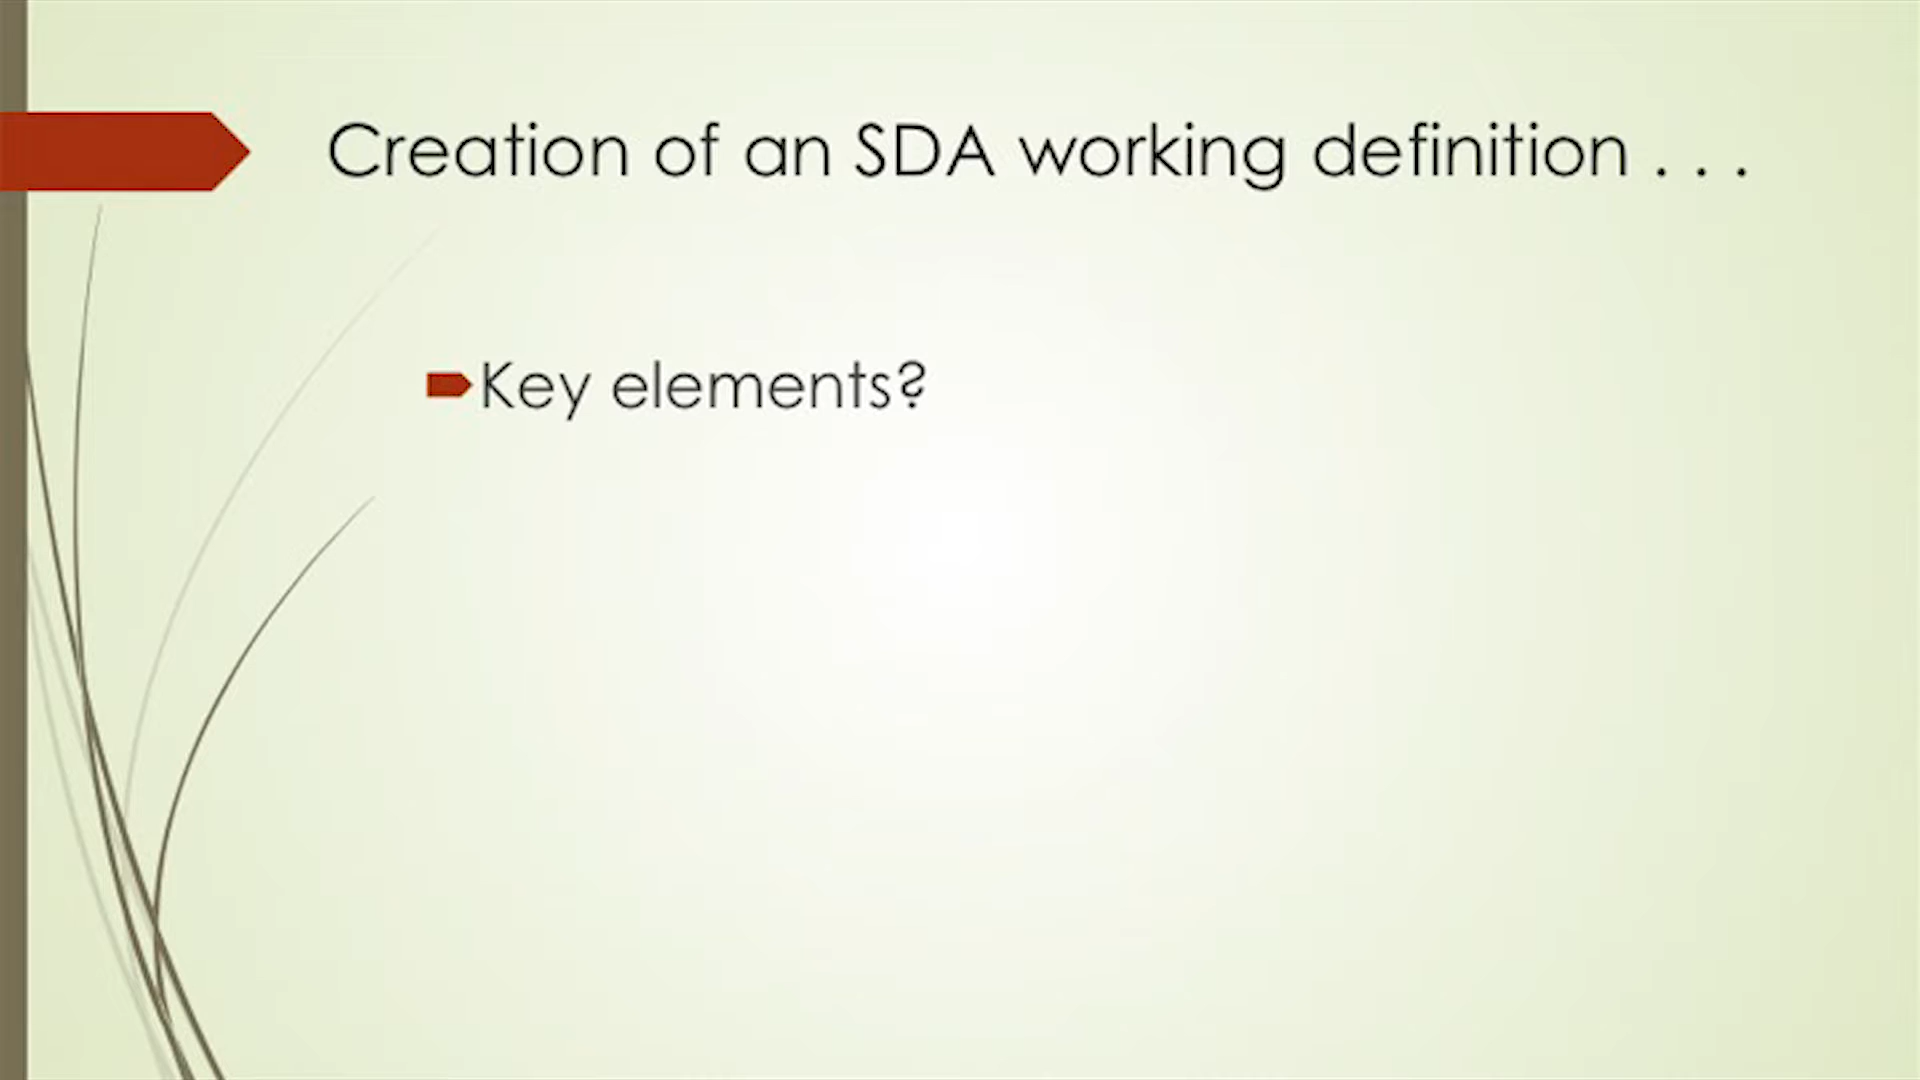 Creation of an SDA working definition . . .
Key elements?